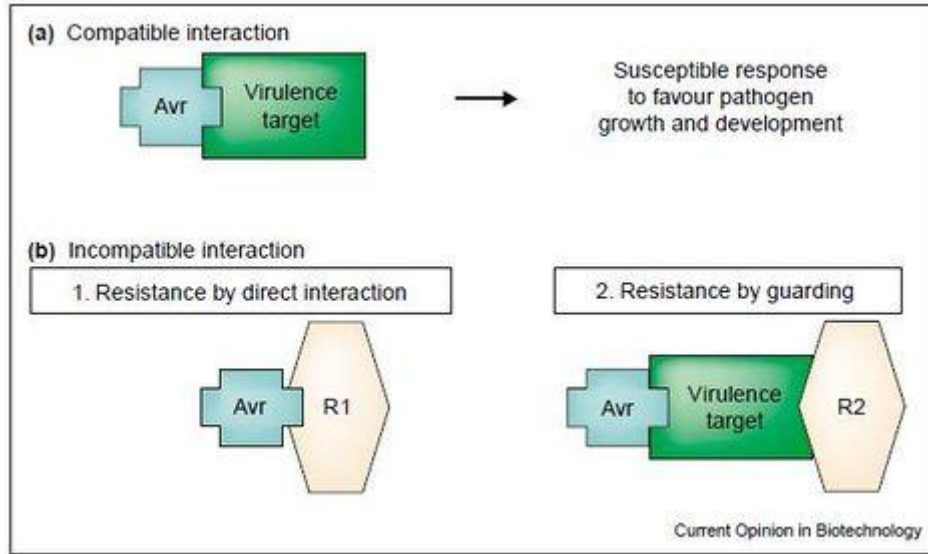 (a) Compatible interaction
Avr
Virulence
target
Susceptible response
to favour pathogen
growth and development
(b) Incompatible interaction
1. Resistance by direct interaction
2. Resistance by guarding
Avr
R1
Avr
Virulence
target
R2
Current Opinion in Biotechnology